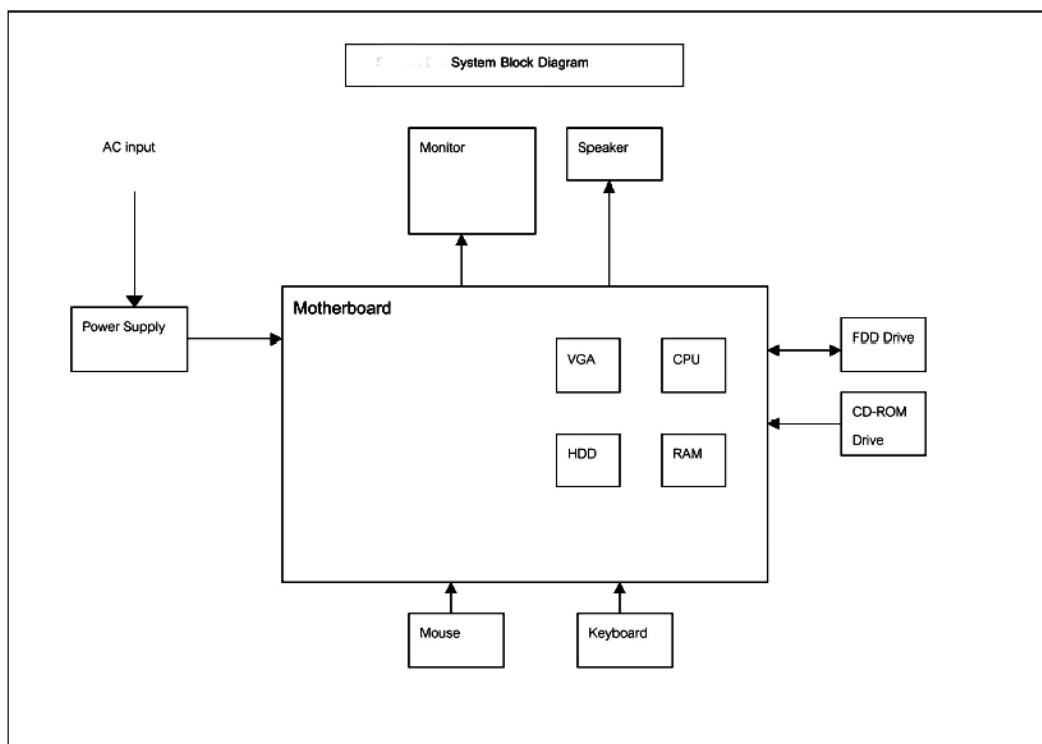 System Block Diagram
AC input
Monitor
Speaker
Power Supply
Motherboard
VGA
CPU
FDD Drive
CD-ROM
Drive
HDD
RAM
Mouse
Keyboard